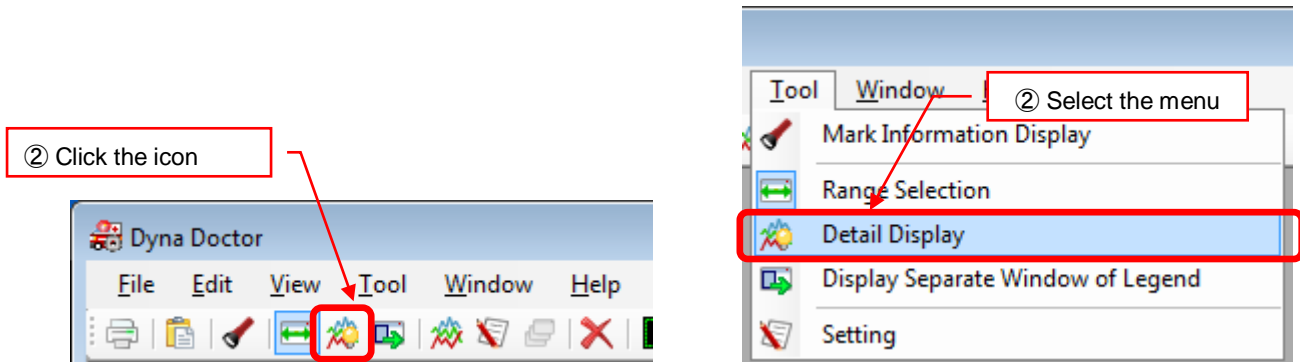 ② Click the icon
Dyna Doctor
File Edit View Tool Window Help
Tool Window
② Select the menu
Mark Information Display
Range Selection
Detail Display
Display Separate Window of Legend
Setting